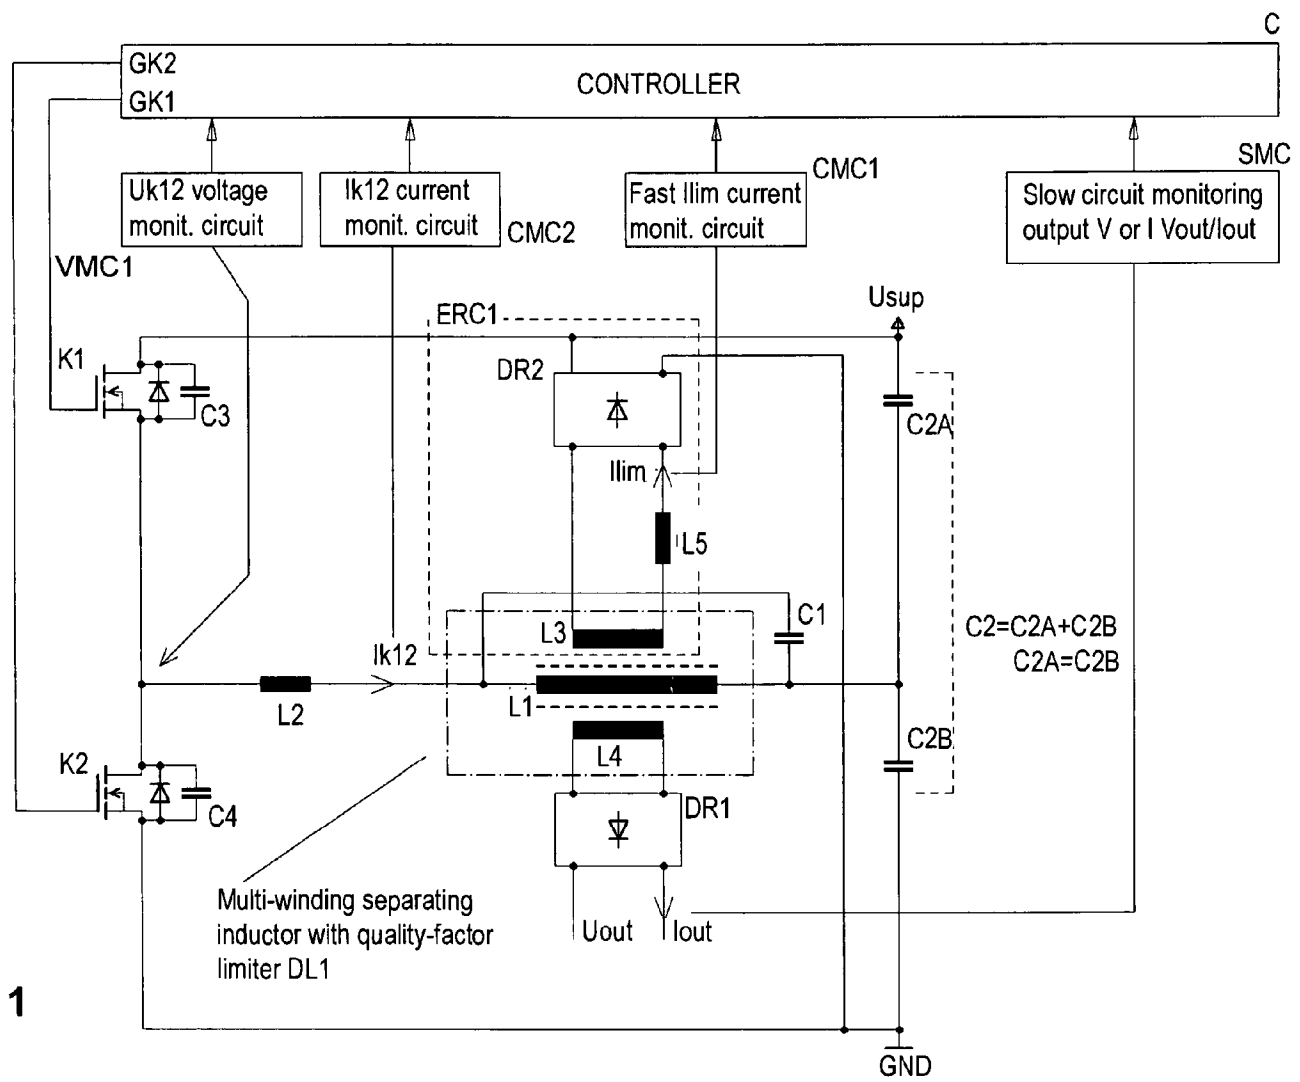 C
GK2
GK1
CONTROLLER
SMC
CMC1
Uk12 voltage
monit. circuit
Ik12 current
monit. circuit
CMC2
Fast Ilim current
monit. circuit
Slow circuit monitoring
output V or I Vout/Iout
VMC1
Usup
ERC1
K1
DR2
C3
C2A
Ilim
L5
C1
L3
C2=C2A+C2B
C2A=C2B
Ik12
L2
L1
C2B
K2
L4
C4
DR1
Multi-winding separating
inductor with quality-factor
limiter DL1
Uout
Iout
1
GND